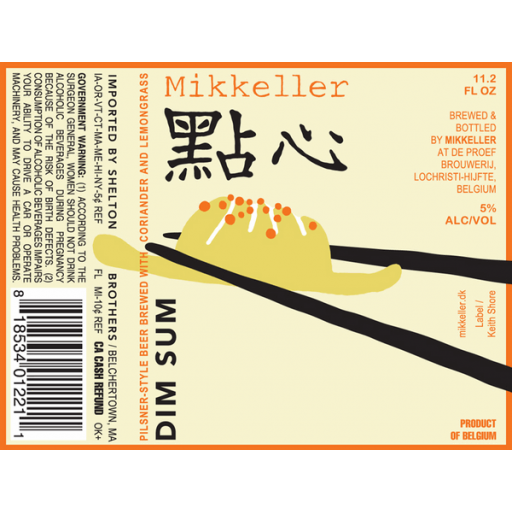 Mikkeller
點心
DIM SUM
PILSNER-STYLE BEER BREWED WITH CORIANDER AND LEMONGRASS
11.2
FL OZ
BREWED &
BOTTLED
BY MIKKELLER
AT DE PROEF
BROUWERIJ,
LOCHRISTI-HIJFTE,
BELGIUM
5%
ALC/VOL
mikkeller.dk
Label /
Keith Shore
PRODUCT
OF BELGIUM
IMPORTED BY SHELTON BROTHERS / BELCHERTOWN, MA
IA-OR-VT-CT-MA-ME-HI-NY-5¢ REF FL MI-10¢ REF CA CASH REFUND OK+
GOVERNMENT WARNING: (1) ACCORDING TO THE
SURGEON GENERAL, WOMEN SHOULD NOT DRINK
ALCOHOLIC BEVERAGES DURING PREGNANCY
BECAUSE OF THE RISK OF BIRTH DEFECTS. (2)
CONSUMPTION OF ALCOHOLIC BEVERAGES IMPAIRS
YOUR ABILITY TO DRIVE A CAR OR OPERATE
MACHINERY, AND MAY CAUSE HEALTH PROBLEMS.
8 18534 01221 1